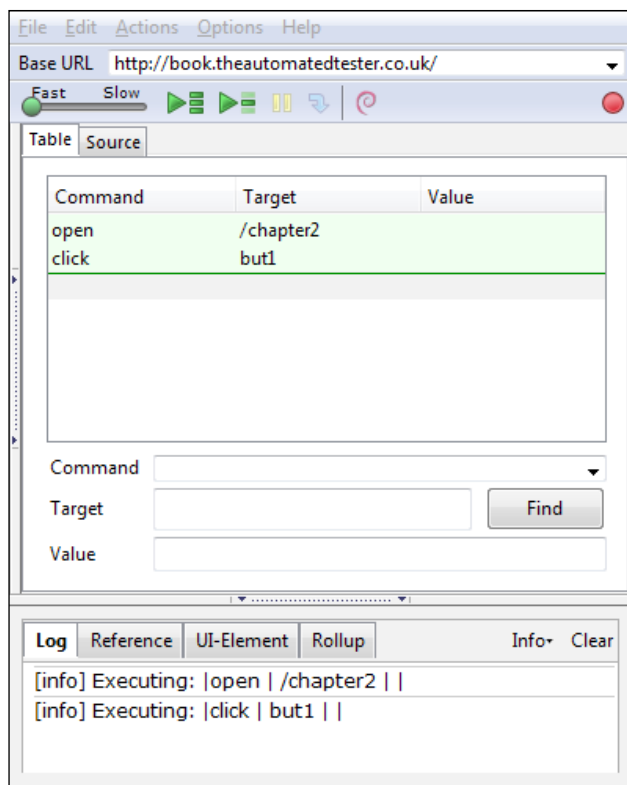 File Edit Actions Options Help
Base URL http://book.theautomatedtester.co.uk/
Fast Slow
Table Source
Command Target Value
open /chapter2
click but1
Command
Target Find
Value
Log Reference UI-Element Rollup Info Clear
[info] Executing: |open | /chapter2 | |
[info] Executing: |click | but1 | |